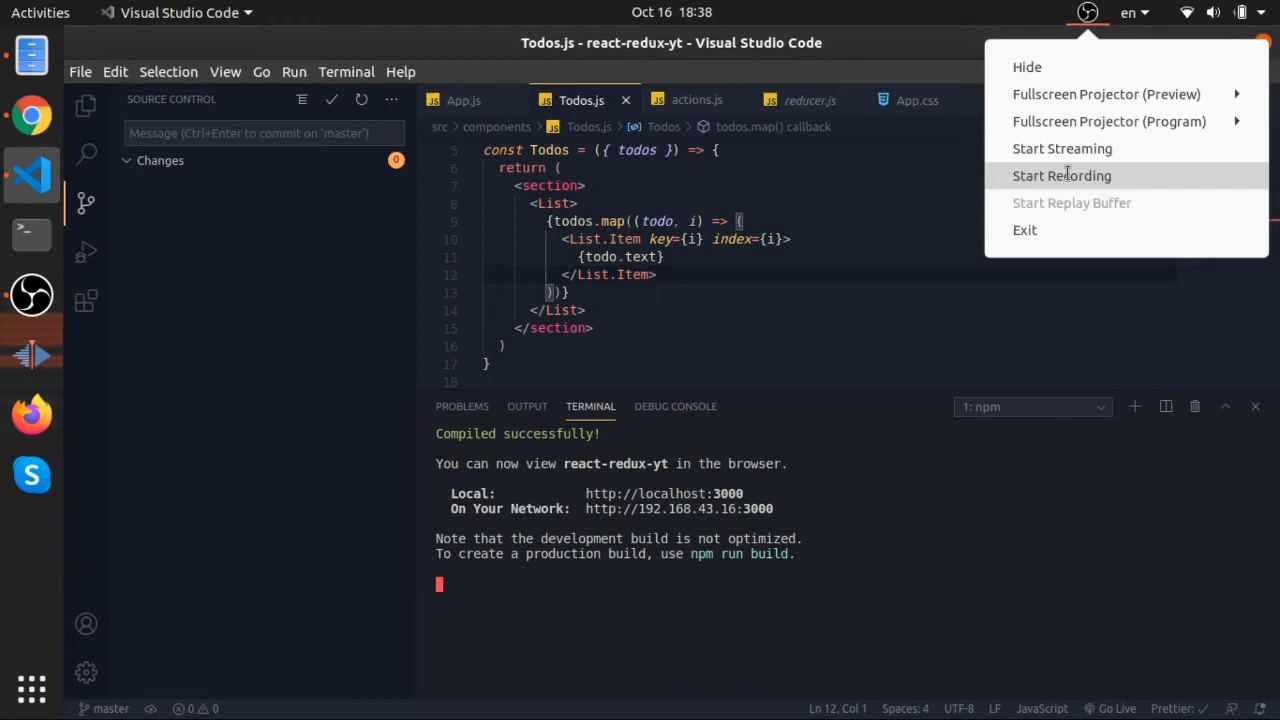 Activities
Visual Studio Code
Oct 16 18:38
en
Todos.js - react-redux-yt - Visual Studio Code
File Edit Selection View Go Run Terminal Help
Hide
Fullscreen Projector (Preview)
Fullscreen Projector (Program)
Start Streaming
Start Recording
Start Replay Buffer
Exit
SOURCE CONTROL
Message (Ctrl+Enter to commit on 'master')
Changes
0
JS App.js
JS Todos.js
JS actions.js
JS reducer.js
App.css
src > components > JS Todos.js > Todos > todos.map() callback
5 const Todos = ({ todos }) => {
6 return (
7 <section>
8 <List>
9 {todos.map((todo, i) => (
10 <List.Item key={i} index={i}>
11 {todo.text}
12 </List.Item>
13 ))}
14 </List>
15 </section>
16 )
17 }
18
PROBLEMS OUTPUT TERMINAL DEBUG CONSOLE
1: npm
Compiled successfully!
You can now view react-redux-yt in the browser.
Local: http://localhost:3000
On Your Network: http://192.168.43.16:3000
Note that the development build is not optimized.
To create a production build, use npm run build.
master
0 0
Ln 12, Col 1
Spaces: 4
UTF-8
LF
JavaScript
Go Live
Prettier: ✓